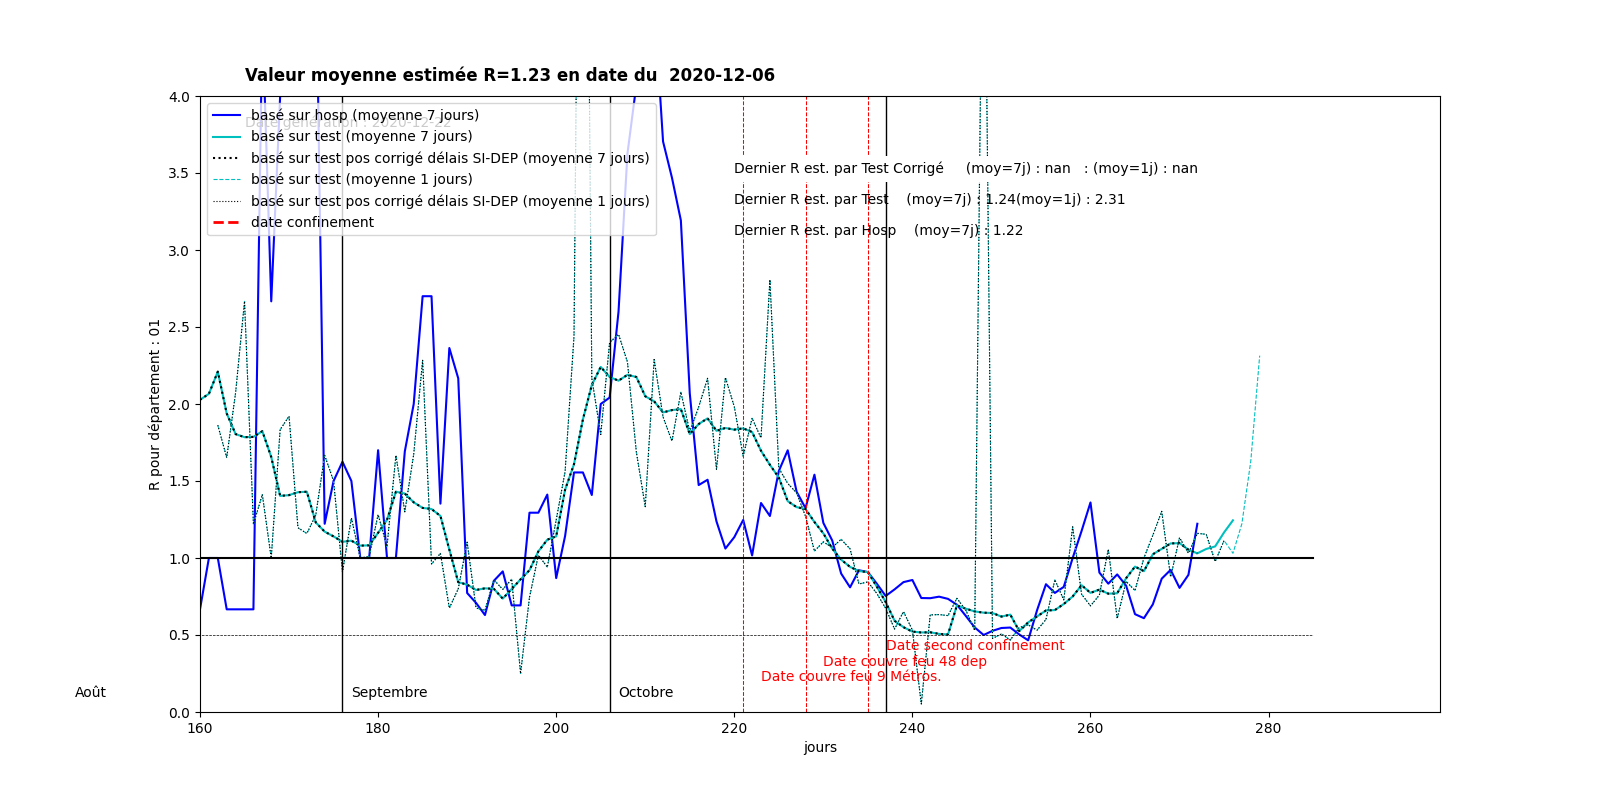 Valeur moyenne estimée R=1.23 en date du  2020-12-06
Date génération : 2020-12-22
basé sur hosp (moyenne 7 jours)
basé sur test (moyenne 7 jours)
basé sur test pos corrigé délais SI-DEP (moyenne 7 jours)
basé sur test (moyenne 1 jours)
basé sur test pos corrigé délais SI-DEP (moyenne 1 jours)
date confinement
Dernier R est. par Test Corrigé     (moy=7j) : nan   : (moy=1j) : nan
Dernier R est. par Test    (moy=7j) : 1.24(moy=1j) : 2.31
Dernier R est. par Hosp    (moy=7j) : 1.22
R pour département : 01
4.0
3.5
3.0
2.5
2.0
1.5
1.0
0.5
0.0
Date second confinement
Date couvre feu 48 dep
Date couvre feu 9 Métros.
Août
Septembre
Octobre
160
180
200
220
240
260
280
jours